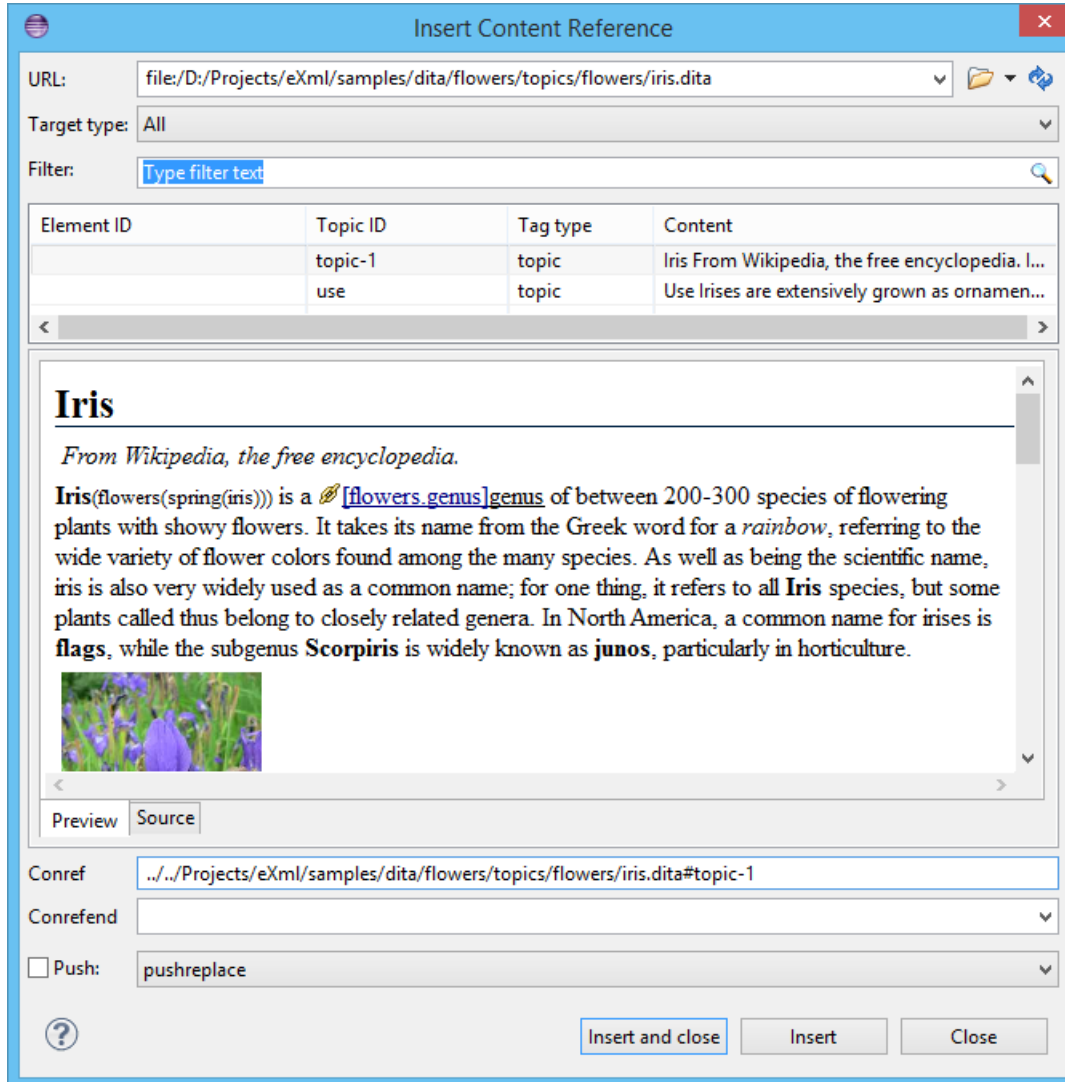 Insert Content Reference
URL: file:/D:/Projects/eXml/samples/dita/flowers/topics/flowers/iris.dita
Target type: All
Filter: Type filter text
Element ID Topic ID Tag type Content
topic-1 topic Iris From Wikipedia, the free encyclopedia. I...
use topic Use Irises are extensively grown as ornamen...
Iris
From Wikipedia, the free encyclopedia.
Iris(flowers(spring(iris))) is a [flowers.genus]genus of between 200-300 species of flowering
plants with showy flowers. It takes its name from the Greek word for a rainbow, referring to the
wide variety of flower colors found among the many species. As well as being the scientific name,
iris is also very widely used as a common name; for one thing, it refers to all Iris species, but some
plants called thus belong to closely related genera. In North America, a common name for irises is
flags, while the subgenus Scorpiris is widely known as junos, particularly in horticulture.
Preview Source
Conref ../../Projects/eXml/samples/dita/flowers/topics/flowers/iris.dita#topic-1
Conrefend
Push: pushreplace
? Insert and close Insert Close